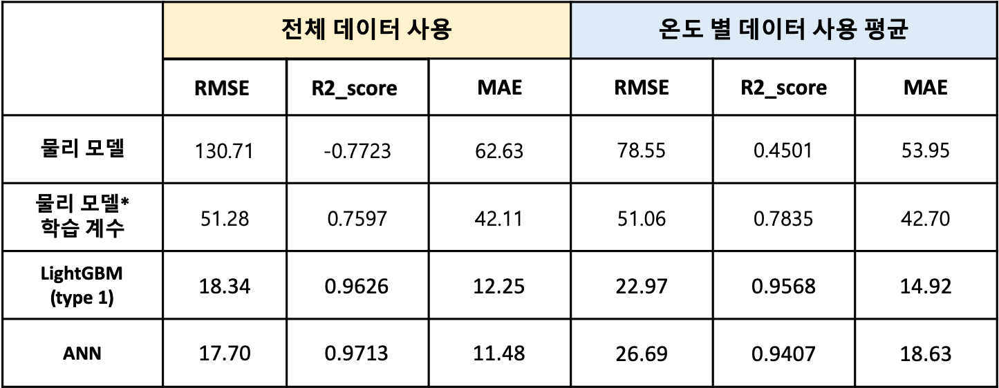 전체 데이터 사용 온도 별 데이터 사용 평균
RMSE R2_score MAE RMSE R2_score MAE
물리 모델 130.71 -0.7723 62.63 78.55 0.4501 53.95
물리 모델*
학습 계수 51.28 0.7597 42.11 51.06 0.7835 42.70
LightGBM
(type 1) 18.34 0.9626 12.25 22.97 0.9568 14.92
ANN 17.70 0.9713 11.48 26.69 0.9407 18.63